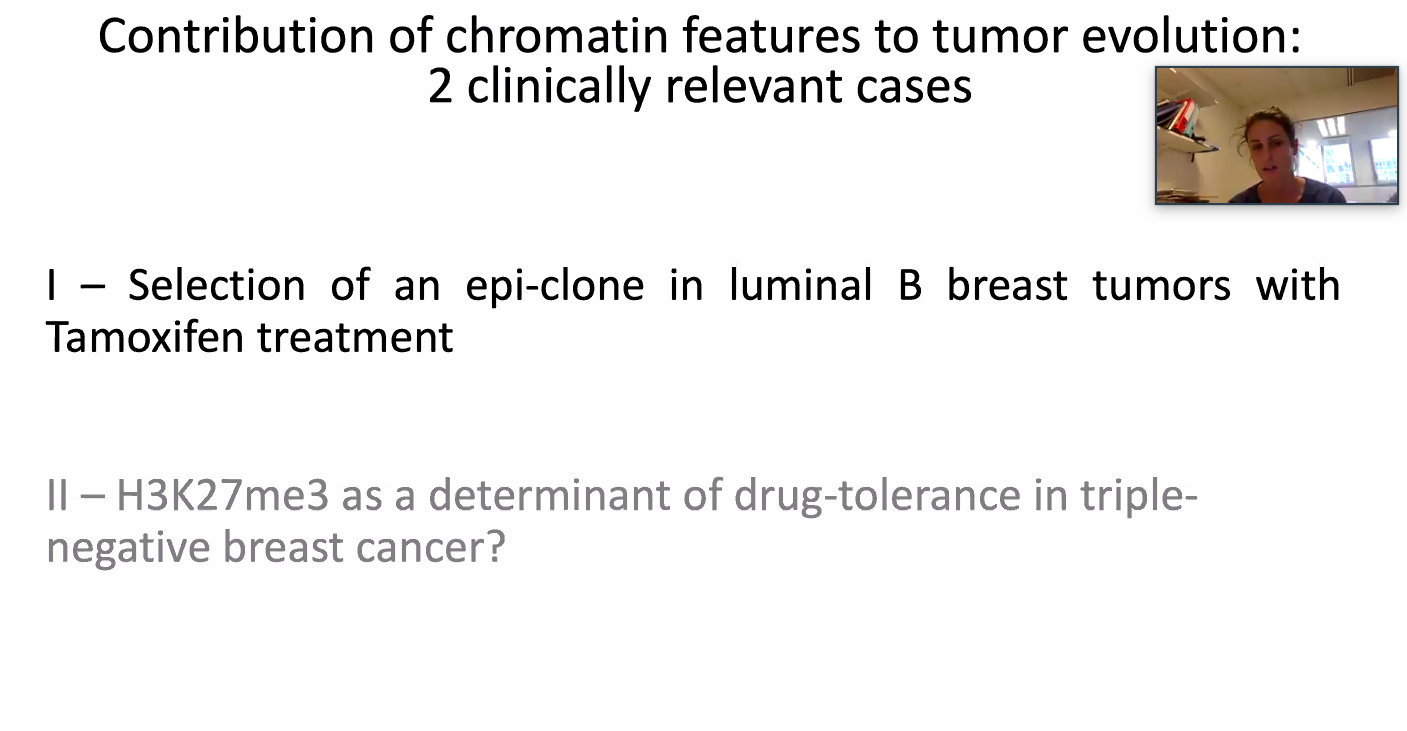 Contribution of chromatin features to tumor evolution:
2 clinically relevant cases
I – Selection of an epi-clone in luminal B breast tumors with
Tamoxifen treatment
II – H3K27me3 as a determinant of drug-tolerance in triple-
negative breast cancer?